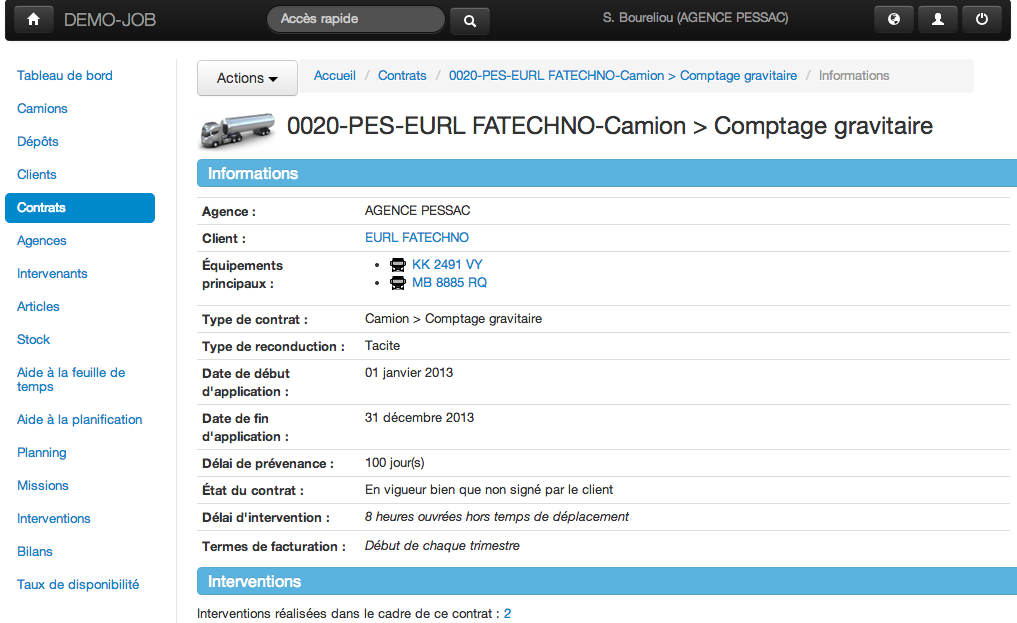 DEMO-JOB Accès rapide S. Boureliou (AGENCE PESSAC)
Tableau de bord
Camions
Dépôts
Clients
Contrats
Agences
Intervenants
Articles
Stock
Aide à la feuille de
temps
Aide à la planification
Planning
Missions
Interventions
Bilans
Taux de disponibilité
Actions Accueil / Contrats / 0020-PES-EURL FATECHNO-Camion > Comptage gravitaire / Informations
0020-PES-EURL FATECHNO-Camion > Comptage gravitaire
Informations
Agence : AGENCE PESSAC
Client : EURL FATECHNO
Équipements
principaux :
• KK 2491 VY
• MB 8885 RQ
Type de contrat : Camion > Comptage gravitaire
Type de reconduction : Tacite
Date de début
d'application :
01 janvier 2013
Date de fin
d'application :
31 décembre 2013
Délai de prévenance : 100 jour(s)
État du contrat : En vigueur bien que non signé par le client
Délai d'intervention : 8 heures ouvrées hors temps de déplacement
Termes de facturation : Début de chaque trimestre
Interventions
Interventions réalisées dans le cadre de ce contrat : 2